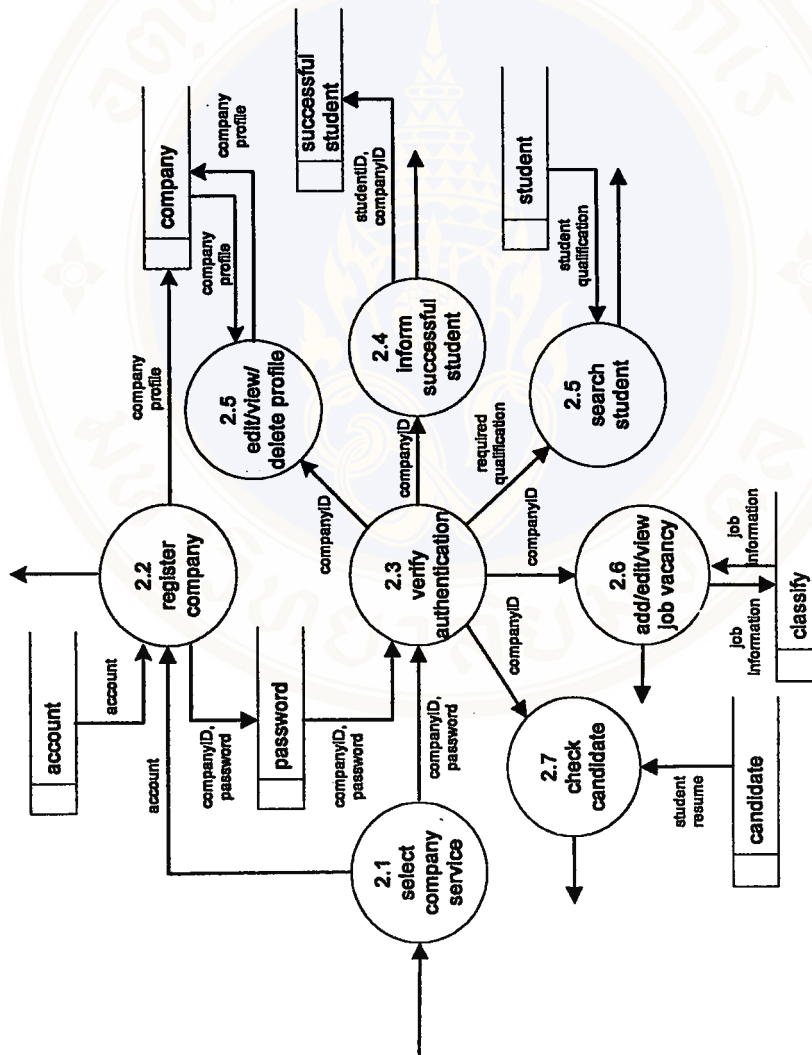 account
account
2.2
register
company
company
profile
company
company
profile
company
profile
account
companyID,
password
password
companyID,
password
2.5
edit/view/
delete profile
successful
student
studentID,
companyID
companyID
2.1
select
company
service
companyID,
password
2.3
verify
authentication
companyID
2.4
inform
successful
student
required
qualification
student
student
qualification
2.5
search
student
companyID
companyID
2.7
check
candidate
2.6
add/edit/view
job vacancy
student
resume
candidate
job
information
job
information
classify